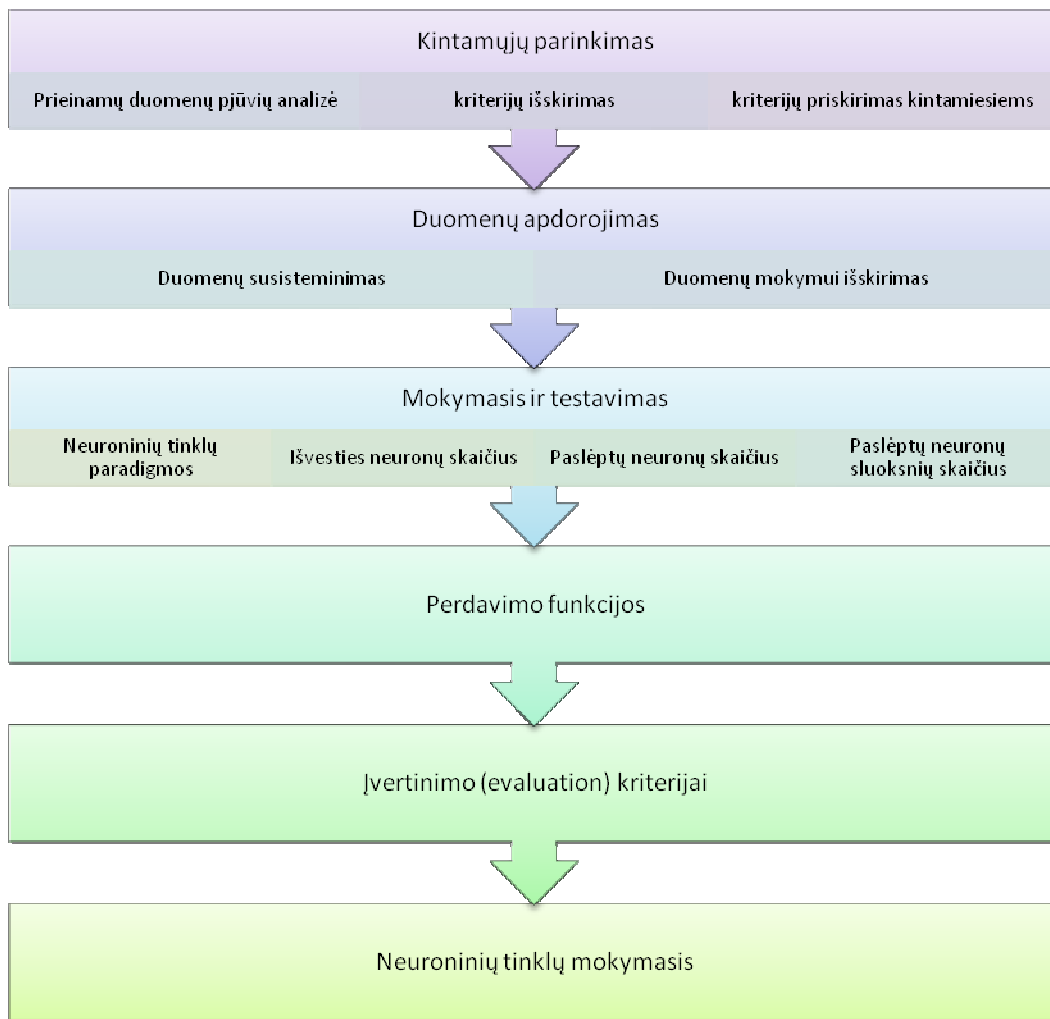 Kintamųjų parinkimas
Prieinamų duomenų pjūvių analizė
kriterijų išskirimas
kriterijų priskirimas kintamiesiems
Duomenų apdorojimas
Duomenų susisteminimas
Duomenų mokymui išskirimas
Mokymasis ir testavimas
Neuroninių tinklų
paradigmos
Išvesties neuronų skaičius
Paslėptų neuronų skaičius
Paslėptų neuronų
sluoksnių skaičius
Perdavimo funkcijos
Įvertinimo (evaluation) kriterijai
Neuroninių tinklų mokymasis